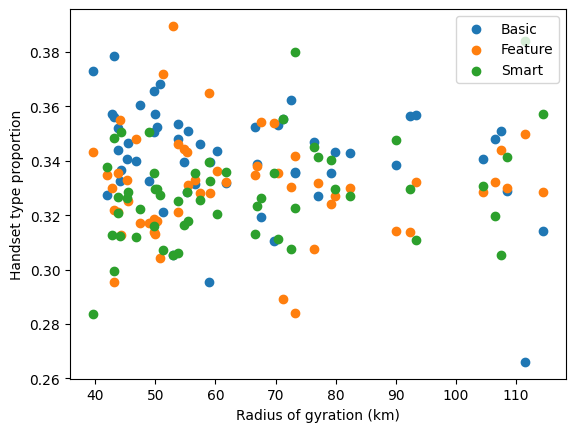 0.38
0.36
0.34
0.32
0.30
0.28
0.26
Handset type proportion
Basic
Feature
Smart
40 50 60 70 80 90 100 110
Radius of gyration (km)